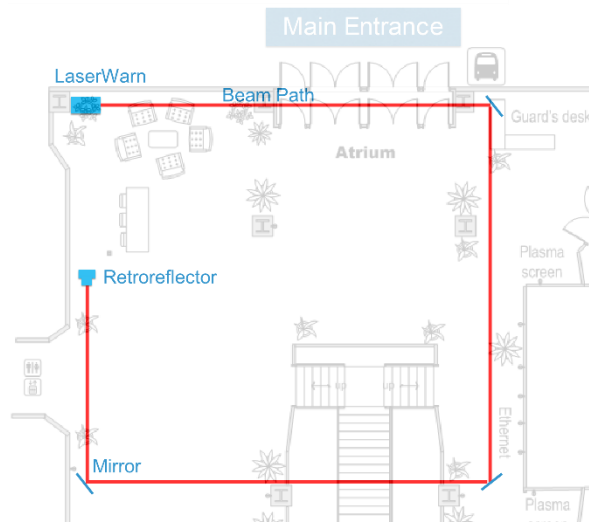 Main Entrance
LaserWarn
Beam Path
Guard's desk
Atrium
Plasma
screen
Retroreflector
Ethernet
Mirror
Plasma